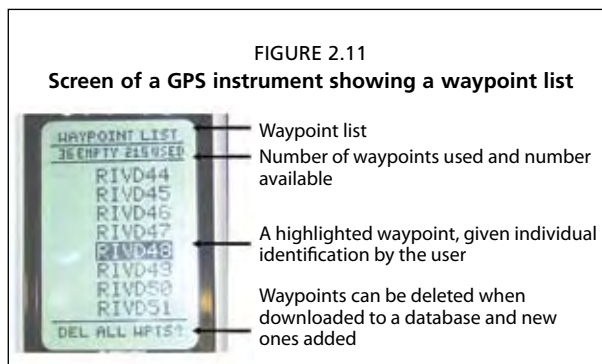 FIGURE 2.11
Screen of a GPS instrument showing a waypoint list
WAYPOINT LIST
36 EMPTY 215 USED
RIVD44
RIVD45
RIVD46
RIVD47
RIVD48
RIVD49
RIVD50
RIVD51
DEL ALL WPTS?
Waypoint list
Number of waypoints used and number
available
A highlighted waypoint, given individual
identification by the user
Waypoints can be deleted when
downloaded to a database and new
ones added